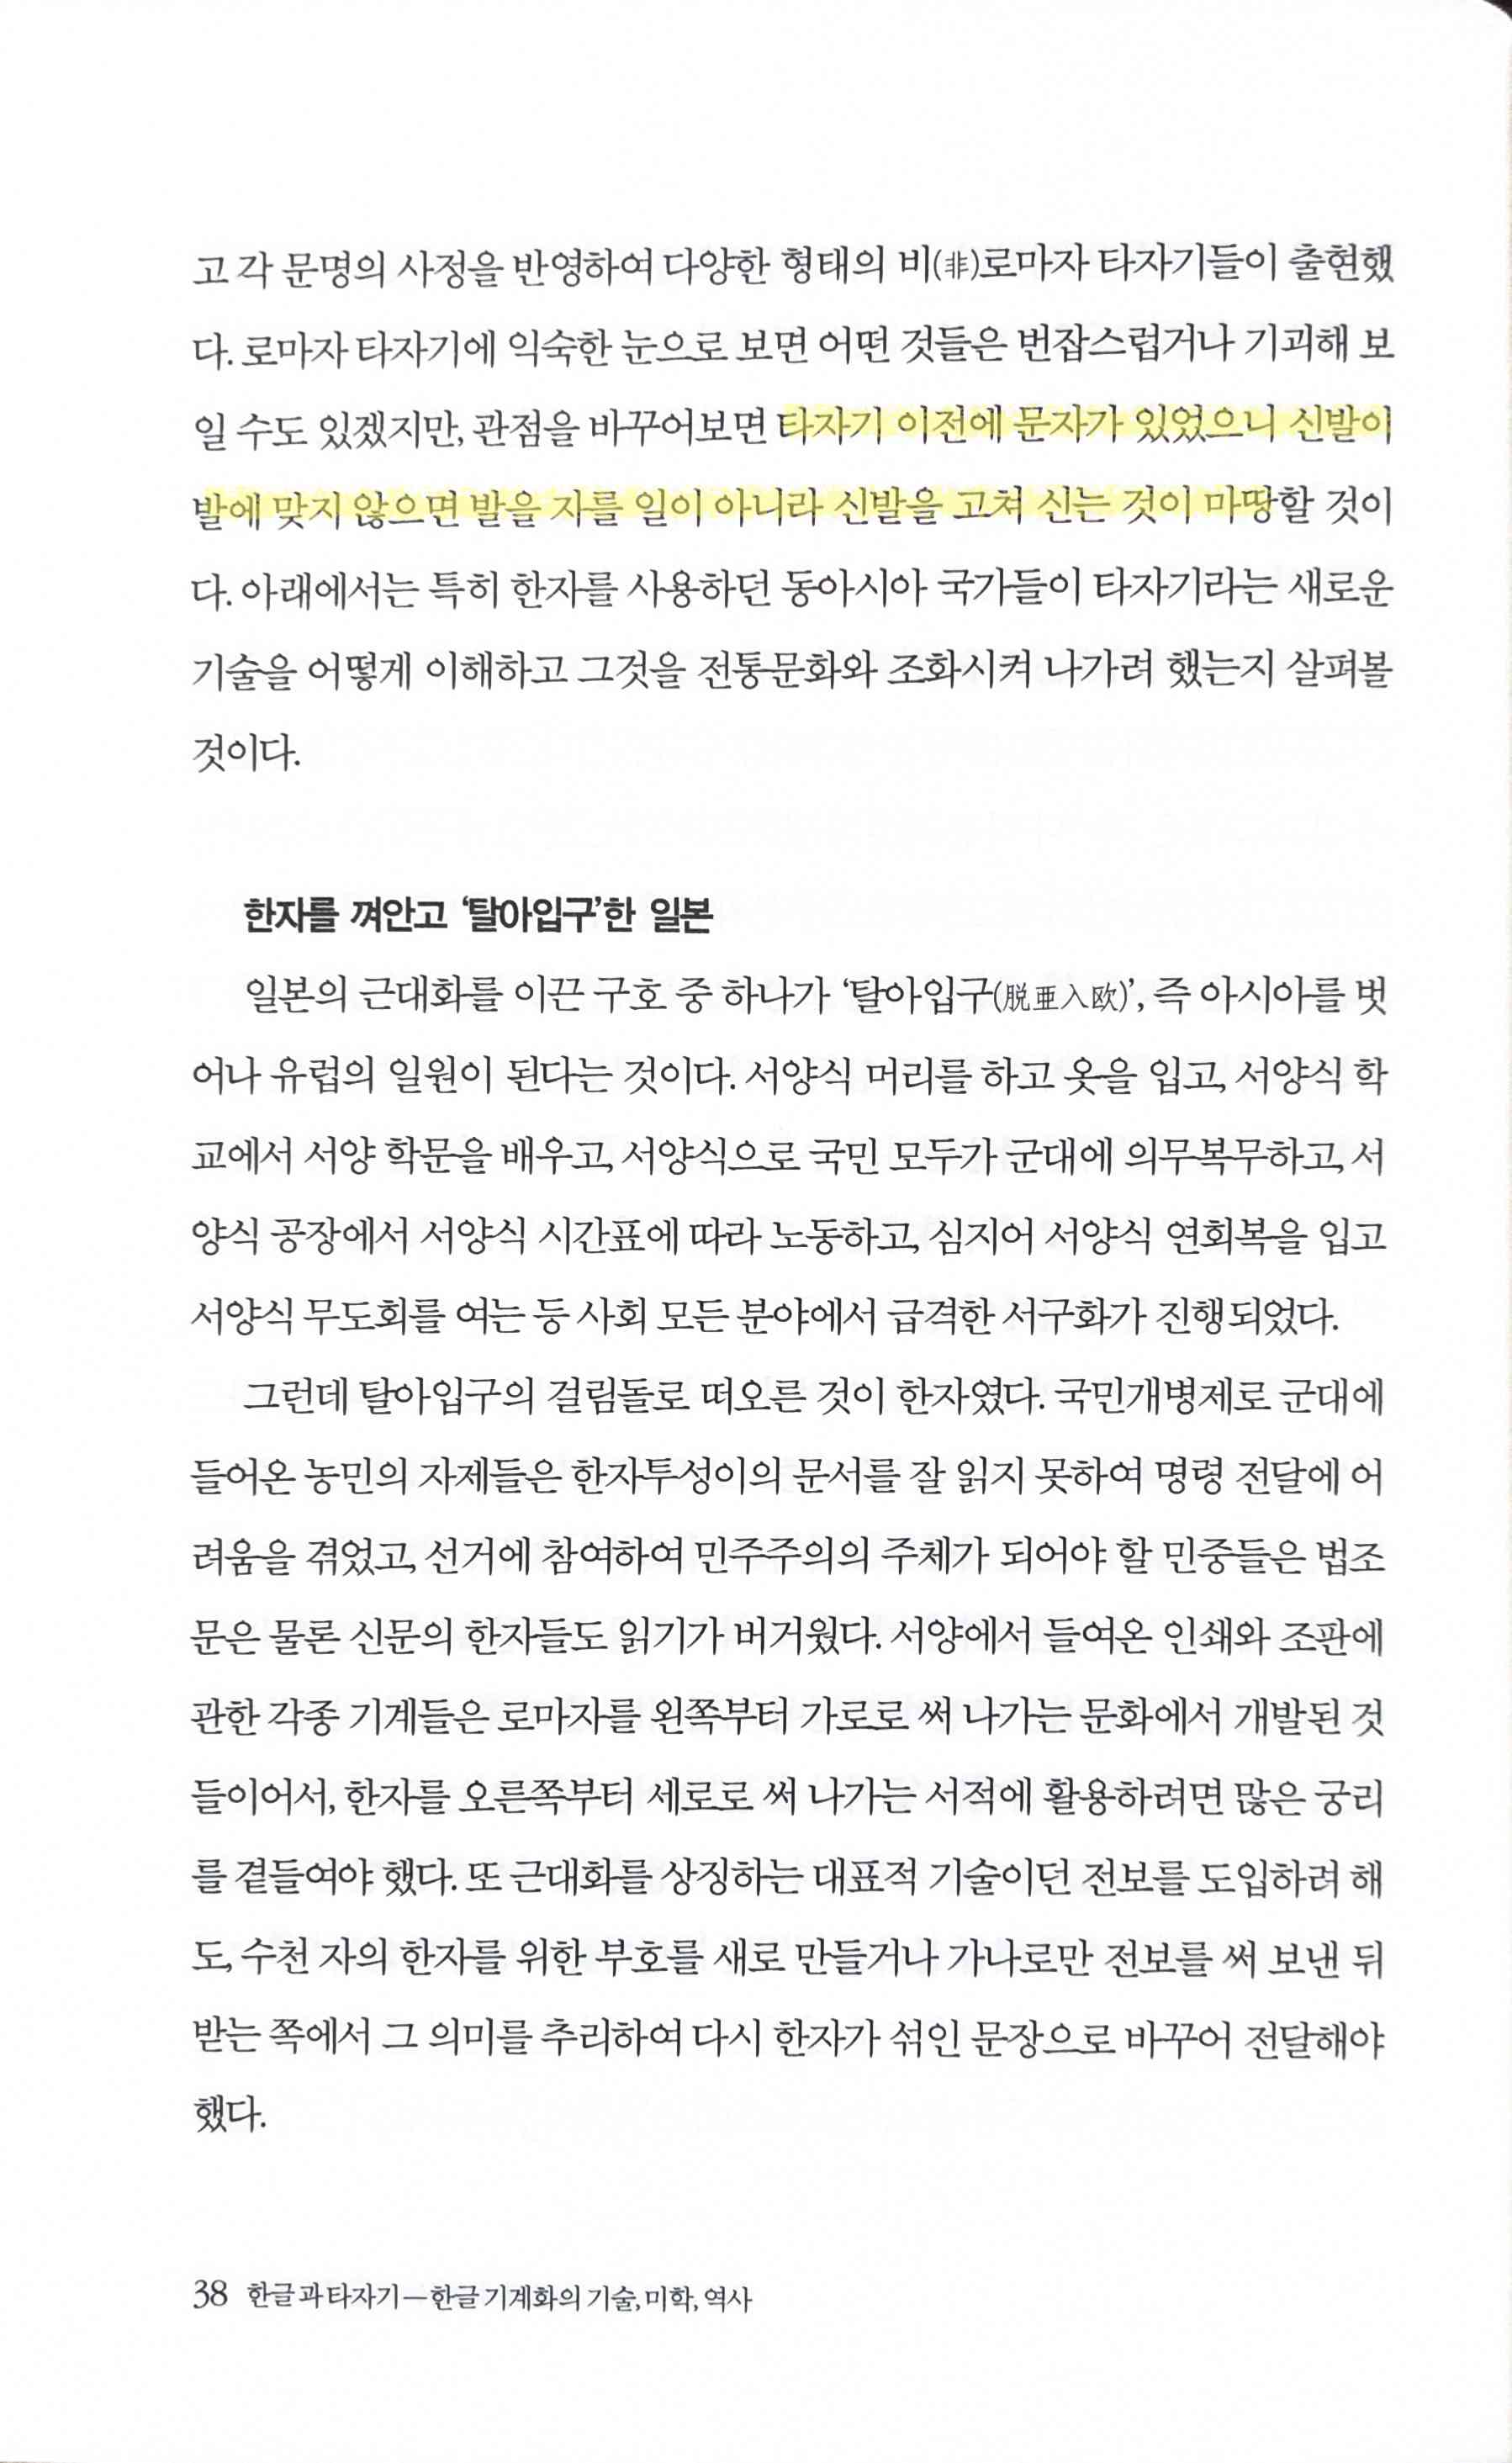 고 각 문명의 사정을 반영하여 다양한 형태의 비(非)로마자 타자기들이 출현했
다. 로마자 타자기에 익숙한 눈으로 보면 어떤 것들은 번잡스럽거나 기괴해 보
일 수도 있겠지만, 관점을 바꾸어보면 타자기 이전에 문자가 있었으니 신발이
발에 맞지 않으면 발을 자를 일이 아니라 신발을 고쳐 신는 것이 마땅할 것이
다. 아래에서는 특히 한자를 사용하던 동아시아 국가들이 타자기라는 새로운
기술을 어떻게 이해하고 그것을 전통문화와 조화시켜 나가려 했는지 살펴볼
것이다.
한자를 껴안고 ‘탈아입구’한 일본
일본의 근대화를 이끈 구호 중 하나가 ‘탈아입구(脱亜入欧)’, 즉 아시아를 벗
어나 유럽의 일원이 된다는 것이다. 서양식 머리를 하고 옷을 입고, 서양식 학
교에서 서양 학문을 배우고, 서양식으로 국민 모두가 군대에 의무복무하고, 서
양식 공장에서 서양식 시간표에 따라 노동하고, 심지어 서양식 연회복을 입고
서양식 무도회를 여는 등 사회 모든 분야에서 급격한 서구화가 진행되었다.
그런데 탈아입구의 걸림돌로 떠오른 것이 한자였다. 국민개병제로 군대에
들어온 농민의 자제들은 한자투성이의 문서를 잘 읽지 못하여 명령 전달에 어
려움을 겪었고, 선거에 참여하여 민주주의의 주체가 되어야 할 민중들은 법조
문은 물론 신문의 한자들도 읽기가 버거웠다. 서양에서 들여온 인쇄와 조판에
관한 각종 기계들은 로마자를 왼쪽부터 가로로 써 나가는 문화에서 개발된 것
들이어서, 한자를 오른쪽부터 세로로 써 나가는 서적에 활용하려면 많은 궁리
를 곁들여야 했다. 또 근대화를 상징하는 대표적 기술이던 전보를 도입하려 해
도, 수천 자의 한자를 위한 부호를 새로 만들거나 가나로만 전보를 써 보낸 뒤
받는 쪽에서 그 의미를 추리하여 다시 한자가 섞인 문장으로 바꾸어 전달해야
했다.
38 한글과 타자기—한글 기계화의 기술, 미학, 역사